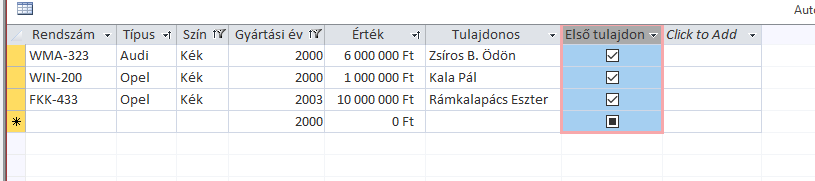 Auto
Rendszám Típus Szín Gyártási év Érték Tulajdonos Első tulajdon Click to Add
WMA-323 Audi Kék 2000 6 000 000 Ft Zsíros B. Ödön
WIN-200 Opel Kék 2000 1 000 000 Ft Kala Pál
FKK-433 Opel Kék 2003 10 000 000 Ft Rámkalapács Eszter
2000 0 Ft